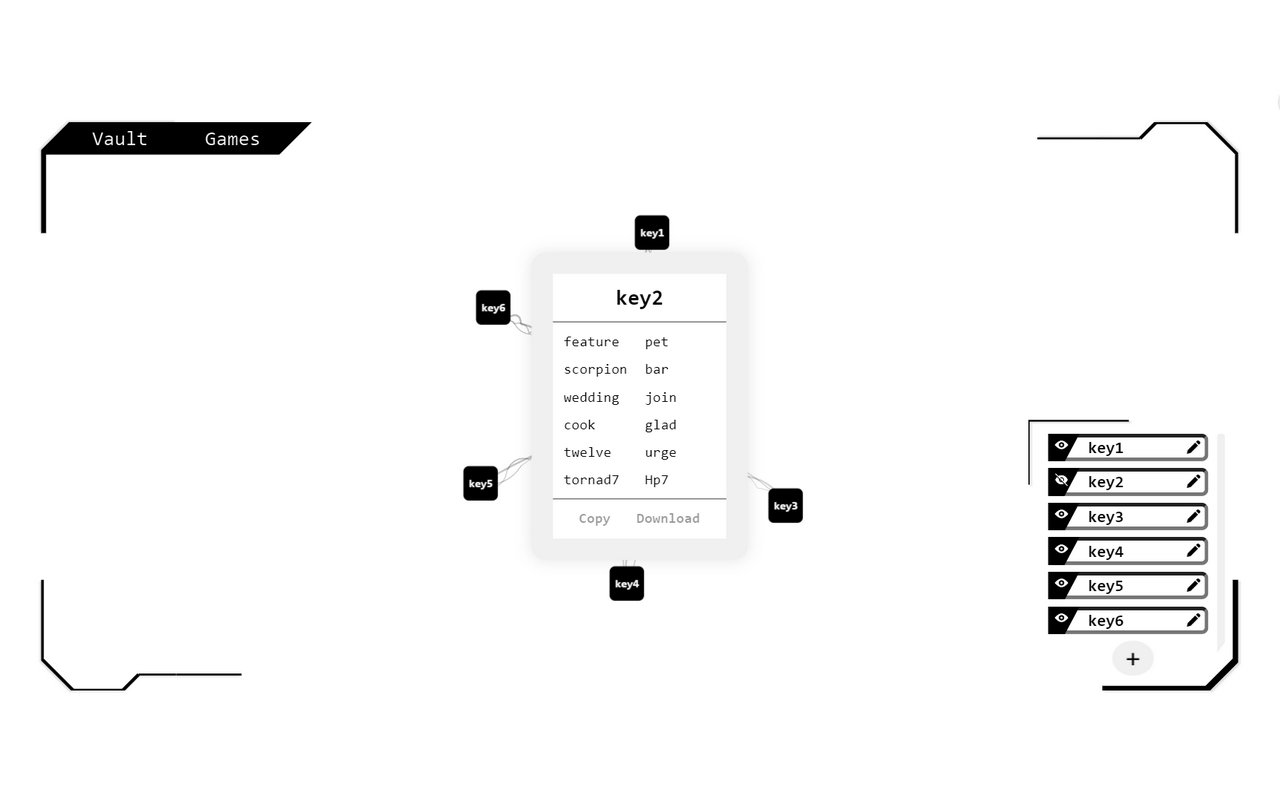 Vault Games
key1
key6
key2
feature pet
scorpion bar
wedding join
cook glad
twelve urge
tornad7 Hp7
Copy Download
key5
key3
key4
key1
key2
key3
key4
key5
key6
+